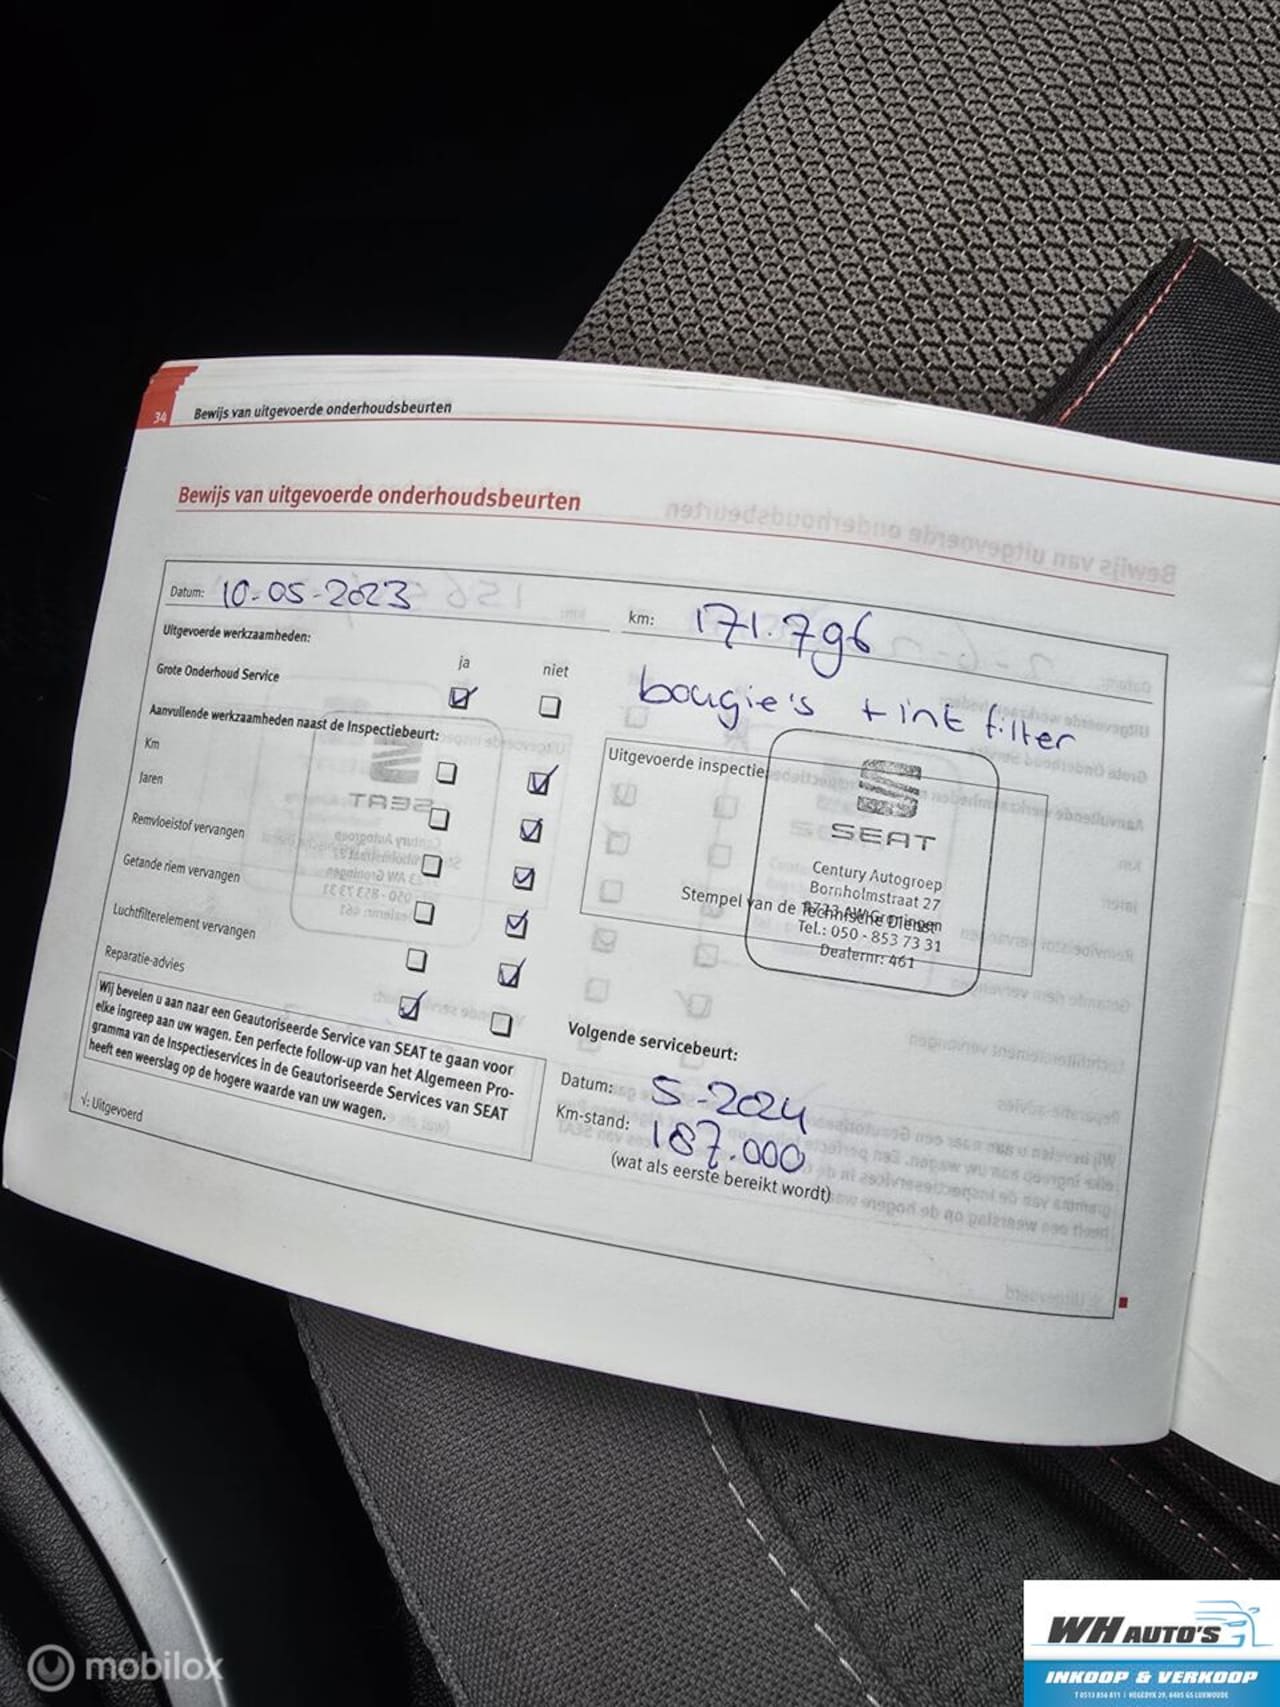 34 Bewijs van uitgevoerde onderhoudsbeurten
Bewijs van uitgevoerde onderhoudsbeurten
Datum: 10-05-2023
km: 171.796
Uitgevoerde werkzaamheden:
ja niet
bougie's + int filter
Grote Onderhoud Service
Aanvullende werkzaamheden naast de Inspectiebeurt:
Km
Jaren
Remvloeistof vervangen
Getande riem vervangen
Luchtfilterelement vervangen
Reparatie-advies
Uitgevoerde inspectie:
SEAT
Century Autogroep
Bornholmstraat 27
9723 AW Groningen
Stempel van de Technische Dienst
Tel.: 050 - 853 73 31
Dealernr: 461
Wij bevelen u aan naar een Geautoriseerde Service van SEAT te gaan voor
elke ingreep aan uw wagen. Een perfecte follow-up van het Algemeen Pro-
gramma van de Inspectieservices in de Geautoriseerde Services van SEAT
heeft een weerslag op de hogere waarde van uw wagen.
√: Uitgevoerd
Volgende servicebeurt:
Datum: 5-2024
Km-stand: 187.000
(wat als eerste bereikt wordt)
mobilox
WH AUTO'S
INKOOP & VERKOOP